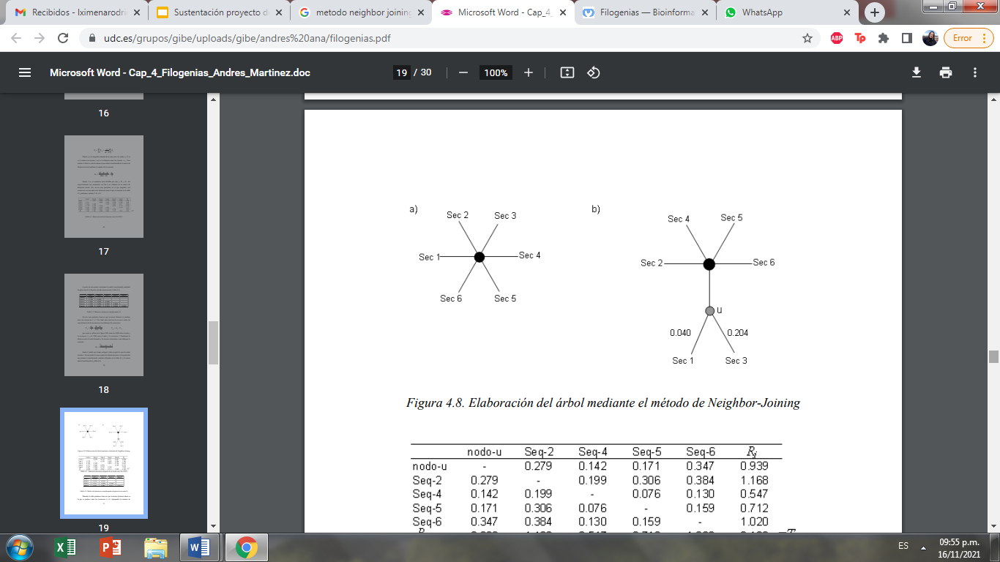 Recibidos - lximenarodri
Sustentación proyecto d
metodo neighbor joining
Microsoft Word - Cap_4_
Filogenias — Bioinforma
WhatsApp
udc.es/grupos/gibe/uploads/gibe/andres%20ana/filogenias.pdf
ABP
Tp
Error
Microsoft Word - Cap_4_Filogenias_Andres_Martinez.doc
19 / 30
100%
16
17
18
19
a)
Sec 2 Sec 3
Sec 1 Sec 4
Sec 6 Sec 5
b)
Sec 4 Sec 5
Sec 2 Sec 6
u
0.040 0.204
Sec 1 Sec 3
Figura 4.8. Elaboración del árbol mediante el método de Neighbor-Joining
nodo-u Seq-2 Seq-4 Seq-5 Seq-6 Rj
nodo-u - 0.279 0.142 0.171 0.347 0.939
Seq-2 0.279 - 0.199 0.306 0.384 1.168
Seq-4 0.142 0.199 - 0.076 0.130 0.547
Seq-5 0.171 0.306 0.076 - 0.159 0.712
Seq-6 0.347 0.384 0.130 0.159 - 1.020
ES
09:55 p.m.
16/11/2021